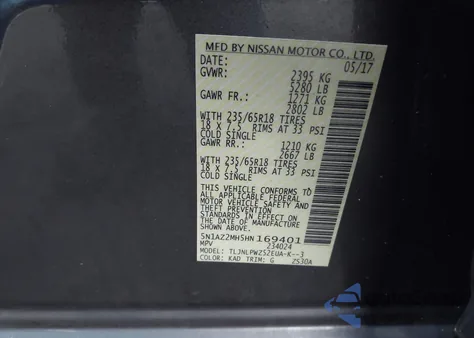 MFD BY NISSAN MOTOR CO., LTD.
DATE: 05/17
GVWR: 2395 KG
5280 LB
GAWR FR.: 1271 KG
2802 LB
WITH 235/65R18 TIRES
18 X 7.5 RIMS AT 33 PSI
COLD SINGLE
GAWR RR.: 1210 KG
2667 LB
WITH 235/65R18 TIRES
18 X 7.5 RIMS AT 33 PSI
COLD SINGLE
THIS VEHICLE CONFORMS TO
ALL APPLICABLE FEDERAL
MOTOR VEHICLE SAFETY AND
THEFT PREVENTION
STANDARDS IN EFFECT ON
THE DATE OF MANUFACTURE
5N1AZ2MH5HN169401
MPV 234024
MODEL: TLJNLPWZ52EUA-K--3
COLOR: KAD TRIM: G Z530A